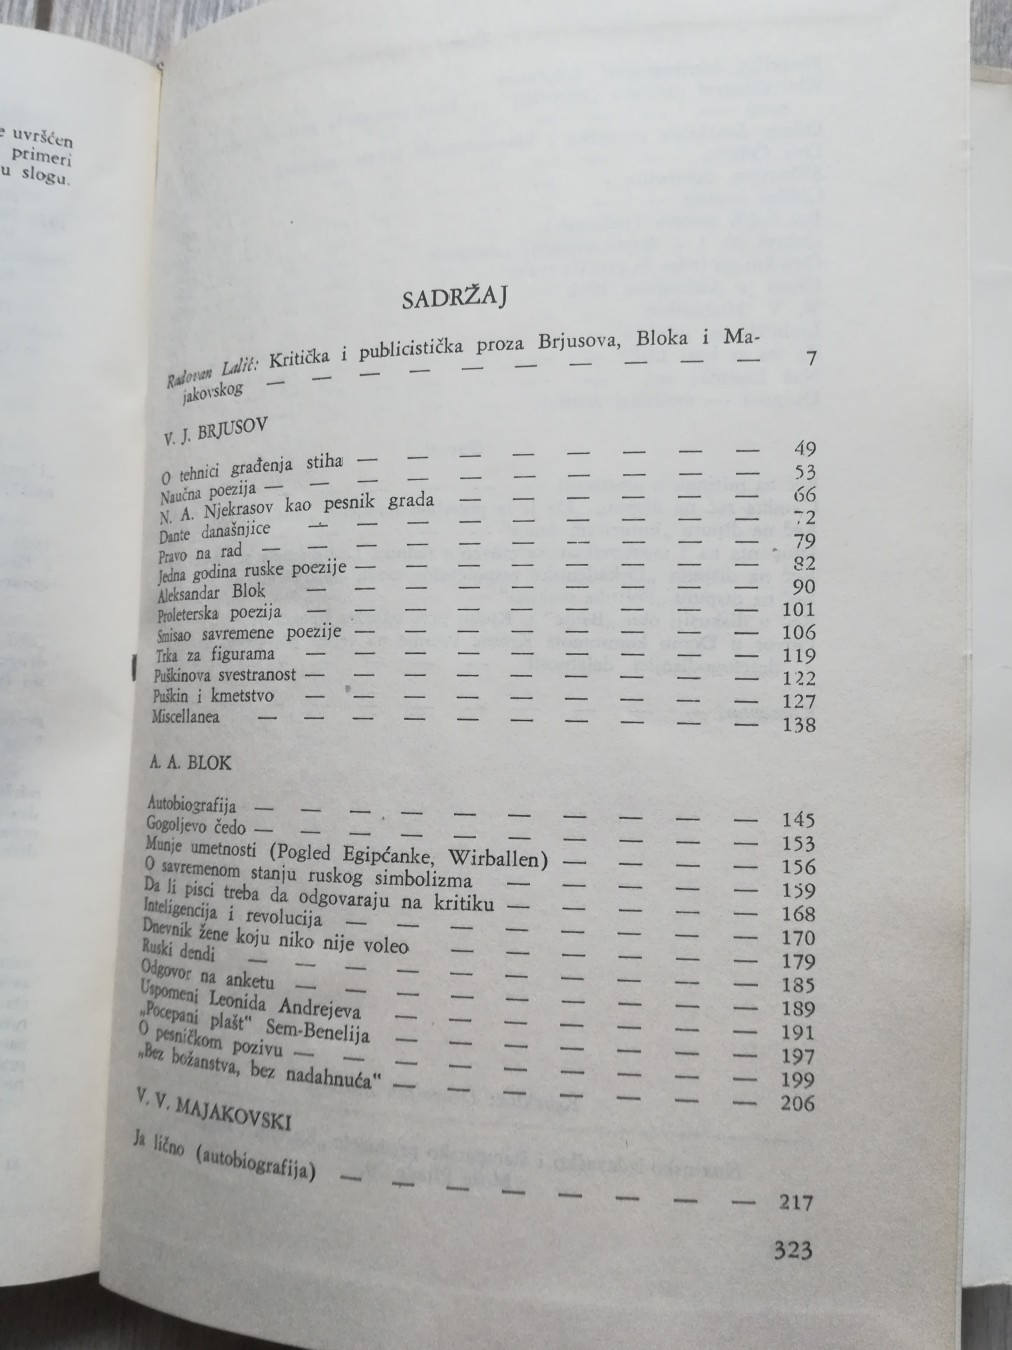 e uvršćen
primeri
u slogu.
SADRŽAJ
Radovan Lalić: Kritička i publicistička proza Brjusova, Bloka i Ma-
jakovskog — — — — — — — — — — — 7
V. J. BRJUSOV
O tehnici građenja stiha — — — — — — — — 49
Naučna poezija — — — — — — — — — — 53
N. A. Njekrasov kao pesnik grada — — — — — — 66
Dante današnjice — — — — — — — — — 72
Pravo na rad — — — — — — — — — — 79
Jedna godina ruske poezije — — — — — — — — 82
Aleksandar Blok — — — — — — — — — 90
Proleterska poezija — — — — — — — — — 101
Smisao savremene poezije — — — — — — — — 106
Trka za figurama — — — — — — — — — 119
Puškinova svestranost — — — — — — — — — 122
Puškin i kmetstvo — — — — — — — — — 127
Miscellanea — — — — — — — — — — 138
A. A. BLOK
Autobiografija — — — — — — — — — — 145
Gogoljevo čedo — — — — — — — — — — 153
Munje umetnosti (Pogled Egipćanke, Wirballen) — — — — 156
O savremenom stanju ruskog simbolizma — — — — — 159
Da li pisci treba da odgovaraju na kritiku — — — — — 168
Inteligencija i revolucija — — — — — — — — 170
Dnevnik žene koju niko nije voleo — — — — — — 179
Ruski dendi — — — — — — — — — — 185
Odgovor na anketu — — — — — — — — — 189
Uspomeni Leonida Andrejeva — — — — — — — 191
„Pocepani plašt“ Sem-Benelija — — — — — — — 197
O pesničkom pozivu — — — — — — — — — 199
„Bez božanstva, bez nadahnuća“ — — — — — — — 206
V. V. MAJAKOVSKI
Ja lično (autobiografija) — — — — — — — — 217
323